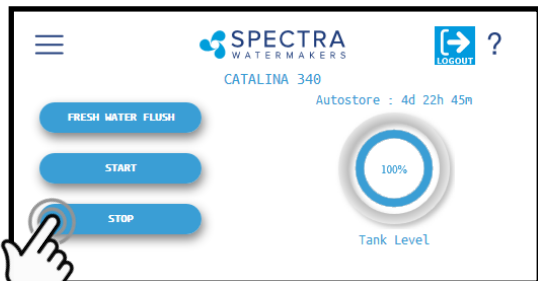 SPECTRA
WATERMAKERS
LOGOUT
?
CATALINA 340
Autostore : 4d 22h 45m
FRESH WATER FLUSH
START
100%
STOP
Tank Level